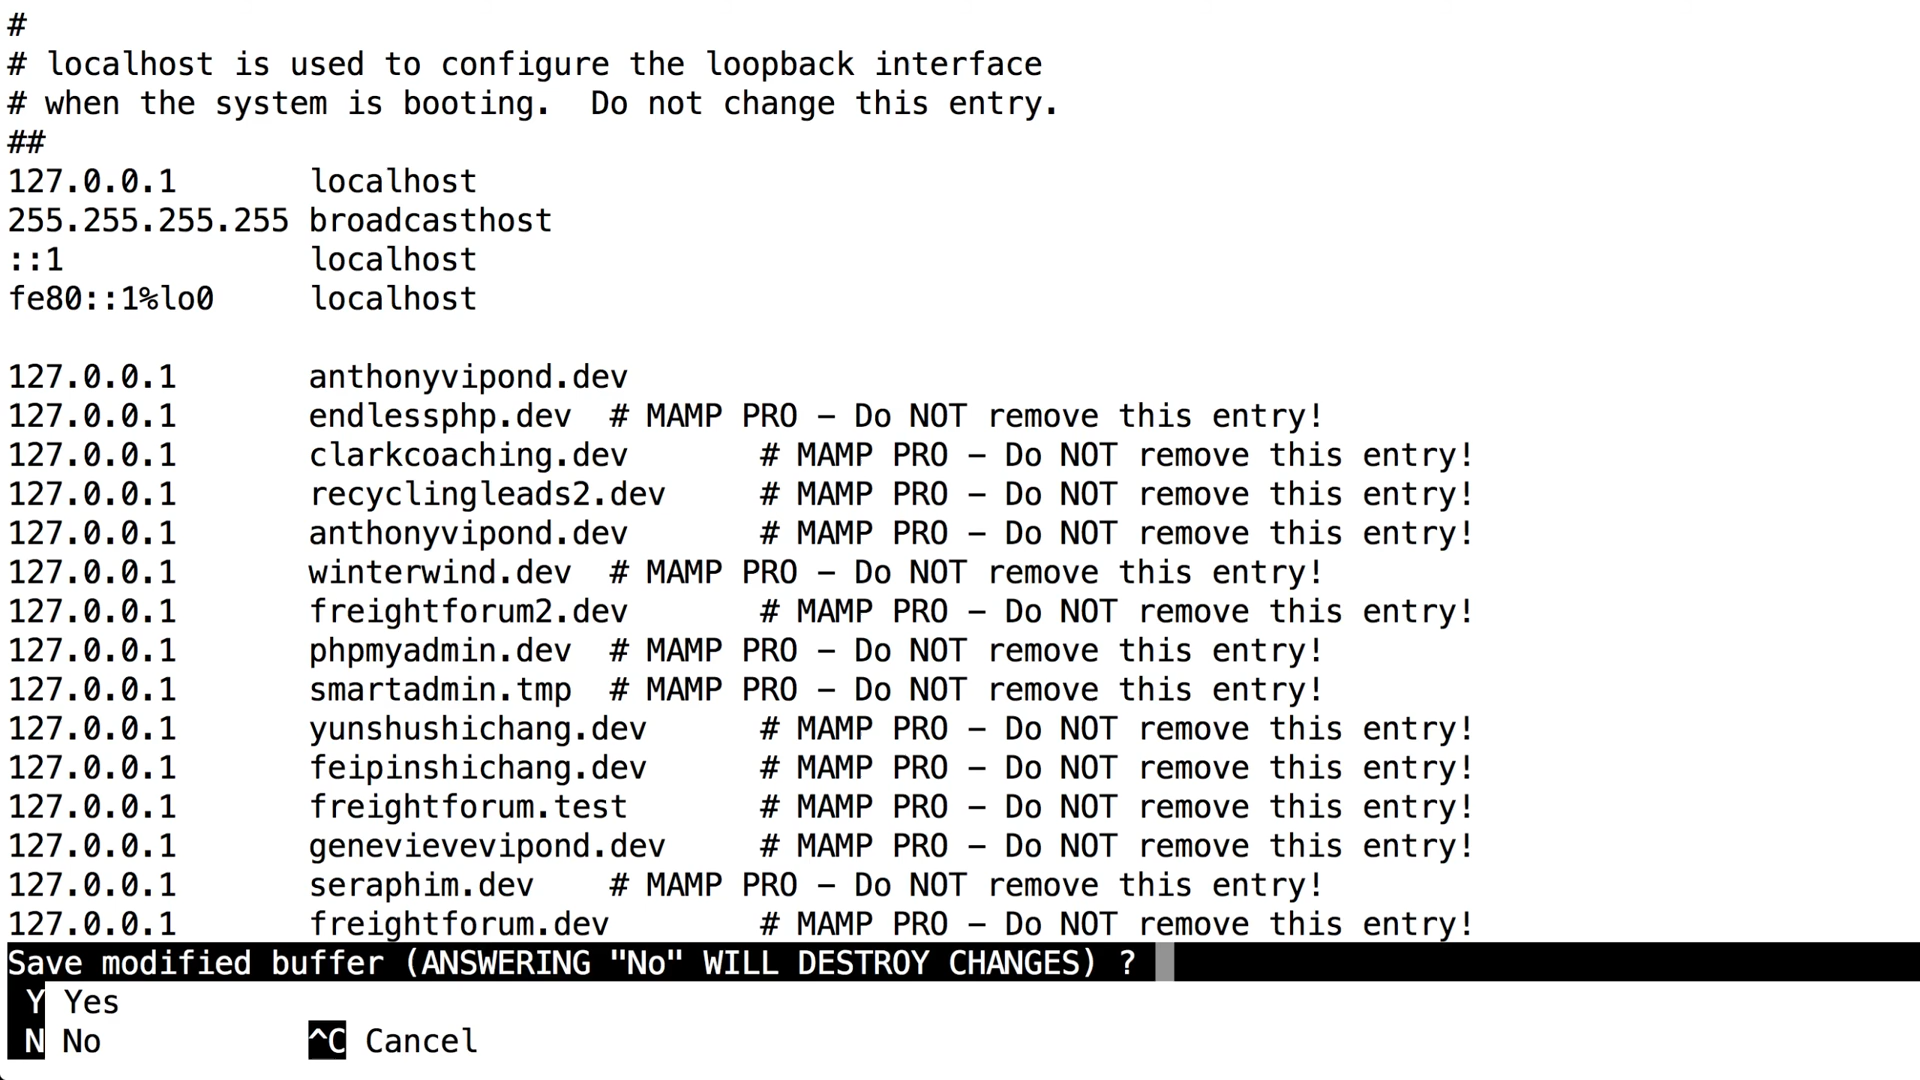 #
# localhost is used to configure the loopback interface
# when the system is booting.  Do not change this entry.
##
127.0.0.1       localhost
255.255.255.255 broadcasthost
::1             localhost
fe80::1%lo0     localhost
127.0.0.1       anthonyvipond.dev
127.0.0.1       endlessphp.dev  # MAMP PRO - Do NOT remove this entry!
127.0.0.1       clarkcoaching.dev       # MAMP PRO - Do NOT remove this entry!
127.0.0.1       recyclingleads2.dev     # MAMP PRO - Do NOT remove this entry!
127.0.0.1       anthonyvipond.dev       # MAMP PRO - Do NOT remove this entry!
127.0.0.1       winterwind.dev  # MAMP PRO - Do NOT remove this entry!
127.0.0.1       freightforum2.dev       # MAMP PRO - Do NOT remove this entry!
127.0.0.1       phpmyadmin.dev  # MAMP PRO - Do NOT remove this entry!
127.0.0.1       smartadmin.tmp  # MAMP PRO - Do NOT remove this entry!
127.0.0.1       yunshushichang.dev      # MAMP PRO - Do NOT remove this entry!
127.0.0.1       feipinshichang.dev      # MAMP PRO - Do NOT remove this entry!
127.0.0.1       freightforum.test       # MAMP PRO - Do NOT remove this entry!
127.0.0.1       genevievevipond.dev     # MAMP PRO - Do NOT remove this entry!
127.0.0.1       seraphim.dev    # MAMP PRO - Do NOT remove this entry!
127.0.0.1       freightforum.dev        # MAMP PRO - Do NOT remove this entry!
Save modified buffer (ANSWERING "No" WILL DESTROY CHANGES) ?
Y Yes
N No           ^C Cancel